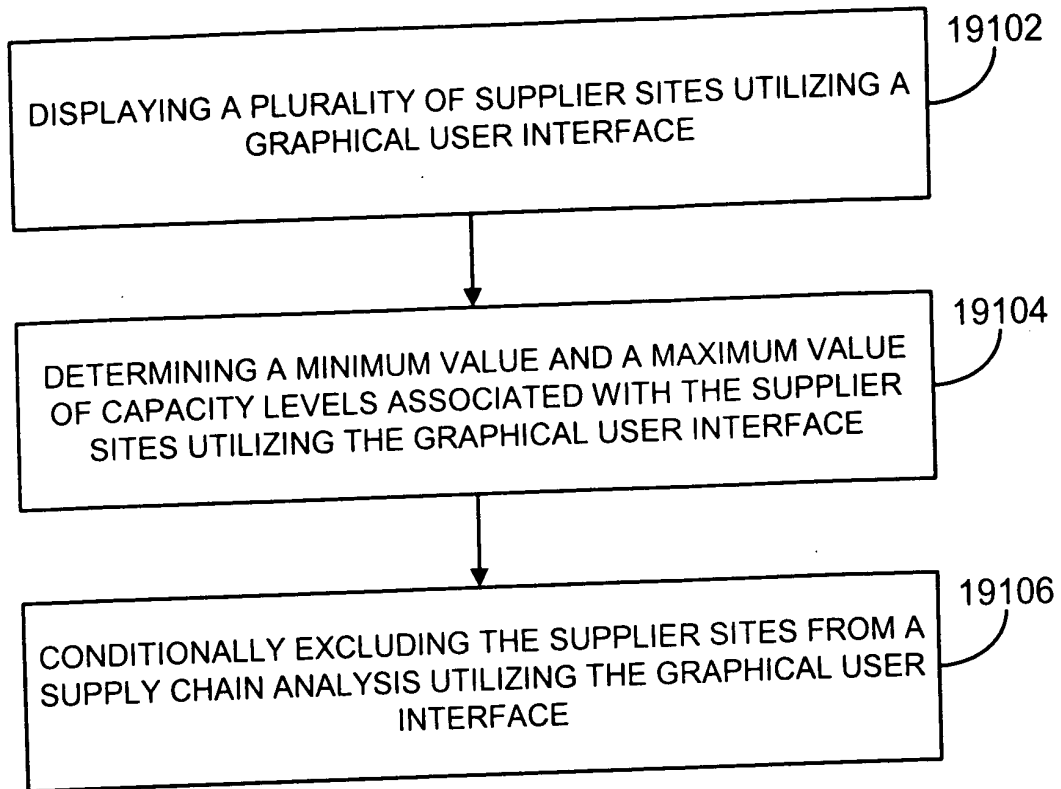 19102
DISPLAYING A PLURALITY OF SUPPLIER SITES UTILIZING A
GRAPHICAL USER INTERFACE
19104
DETERMINING A MINIMUM VALUE AND A MAXIMUM VALUE
OF CAPACITY LEVELS ASSOCIATED WITH THE SUPPLIER
SITES UTILIZING THE GRAPHICAL USER INTERFACE
19106
CONDITIONALLY EXCLUDING THE SUPPLIER SITES FROM A
SUPPLY CHAIN ANALYSIS UTILIZING THE GRAPHICAL USER
INTERFACE